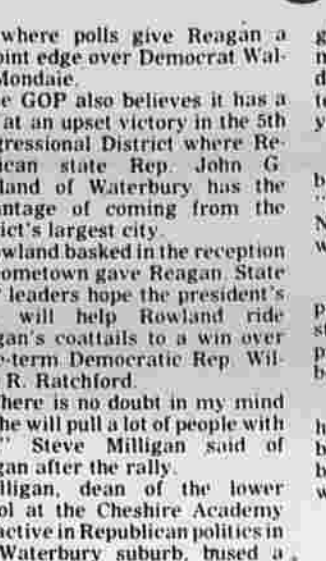 where polls give Reagan a
oint edge over Democrat Wal-
Mondale.
e GOP also believes it has a
at an upset victory in the 5th
gressional District where Re-
ican state Rep. John G.
land of Waterbury has the
antage of coming from the
ict's largest city.
wland basked in the reception
ometown gave Reagan. State
leaders hope the president's
will help Rowland ride
gan's coattails to a win over
e-term Democratic Rep. Wil-
R. Ratchford.
here is no doubt in my mind
he will pull a lot of people with
" Steve Milligan said of
gan after the rally.
lligan, dean of the lower
ol at the Cheshire Academy
active in Republican politics in
Waterbury suburb, bused a